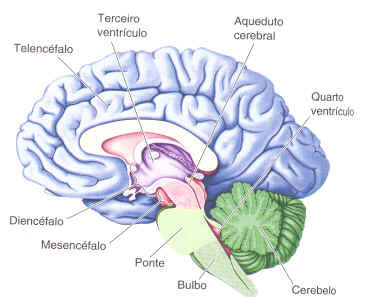 Terceiro
ventrículo
Aqueduto
cerebral
Telencéfalo
Quarto
ventrículo
Diencéfalo
Mesencéfalo
Ponte
Bulbo
Cerebelo